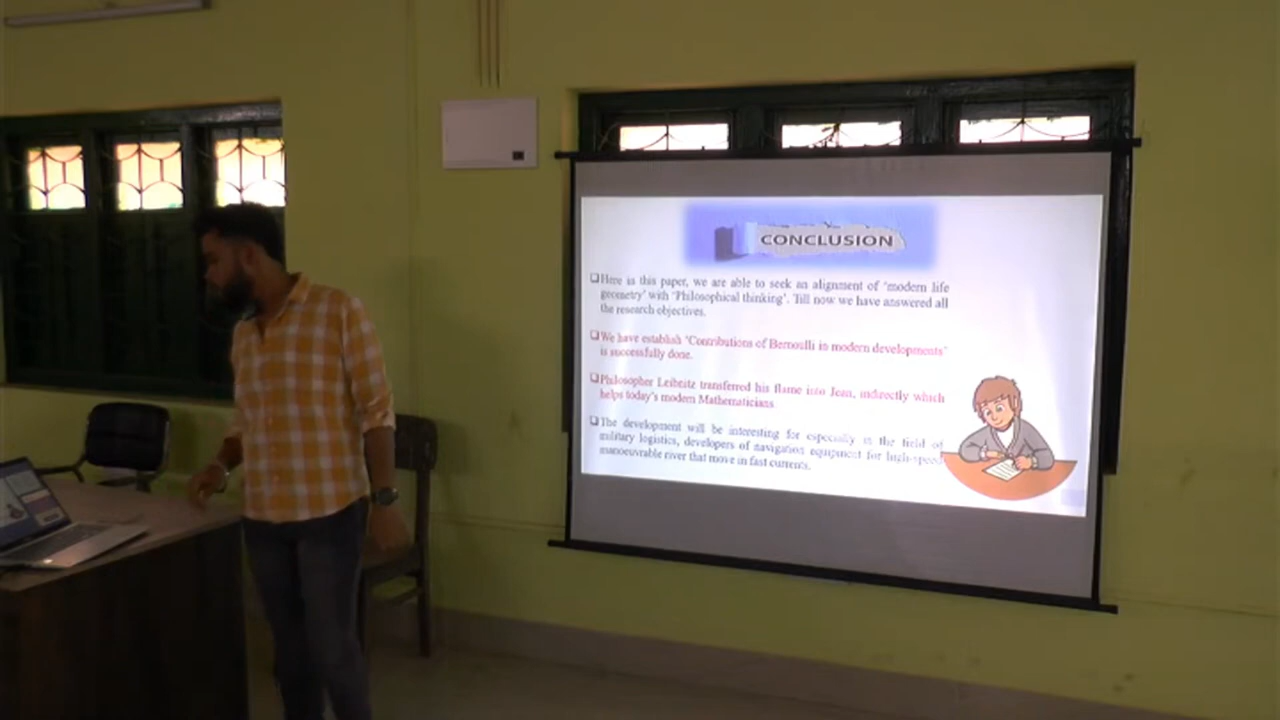 CONCLUSION
❑Here is this paper, we are able to seek an alignment of 'modern life
geometry' with 'Philosophical thinking'. Till now we have answered all
the research objectives.
❑We have establish 'Contributions of Bernoulli in modern developments'
is successfully done.
❑Philosopher Leibnitz transferred his flame into Jean, indirectly which
helps today's modern Mathematicians.
❑The development will be interesting for especially in the field of
military logistics, developers of navigation equipment for high-speed
manoeuvrable river that move in fast currents.